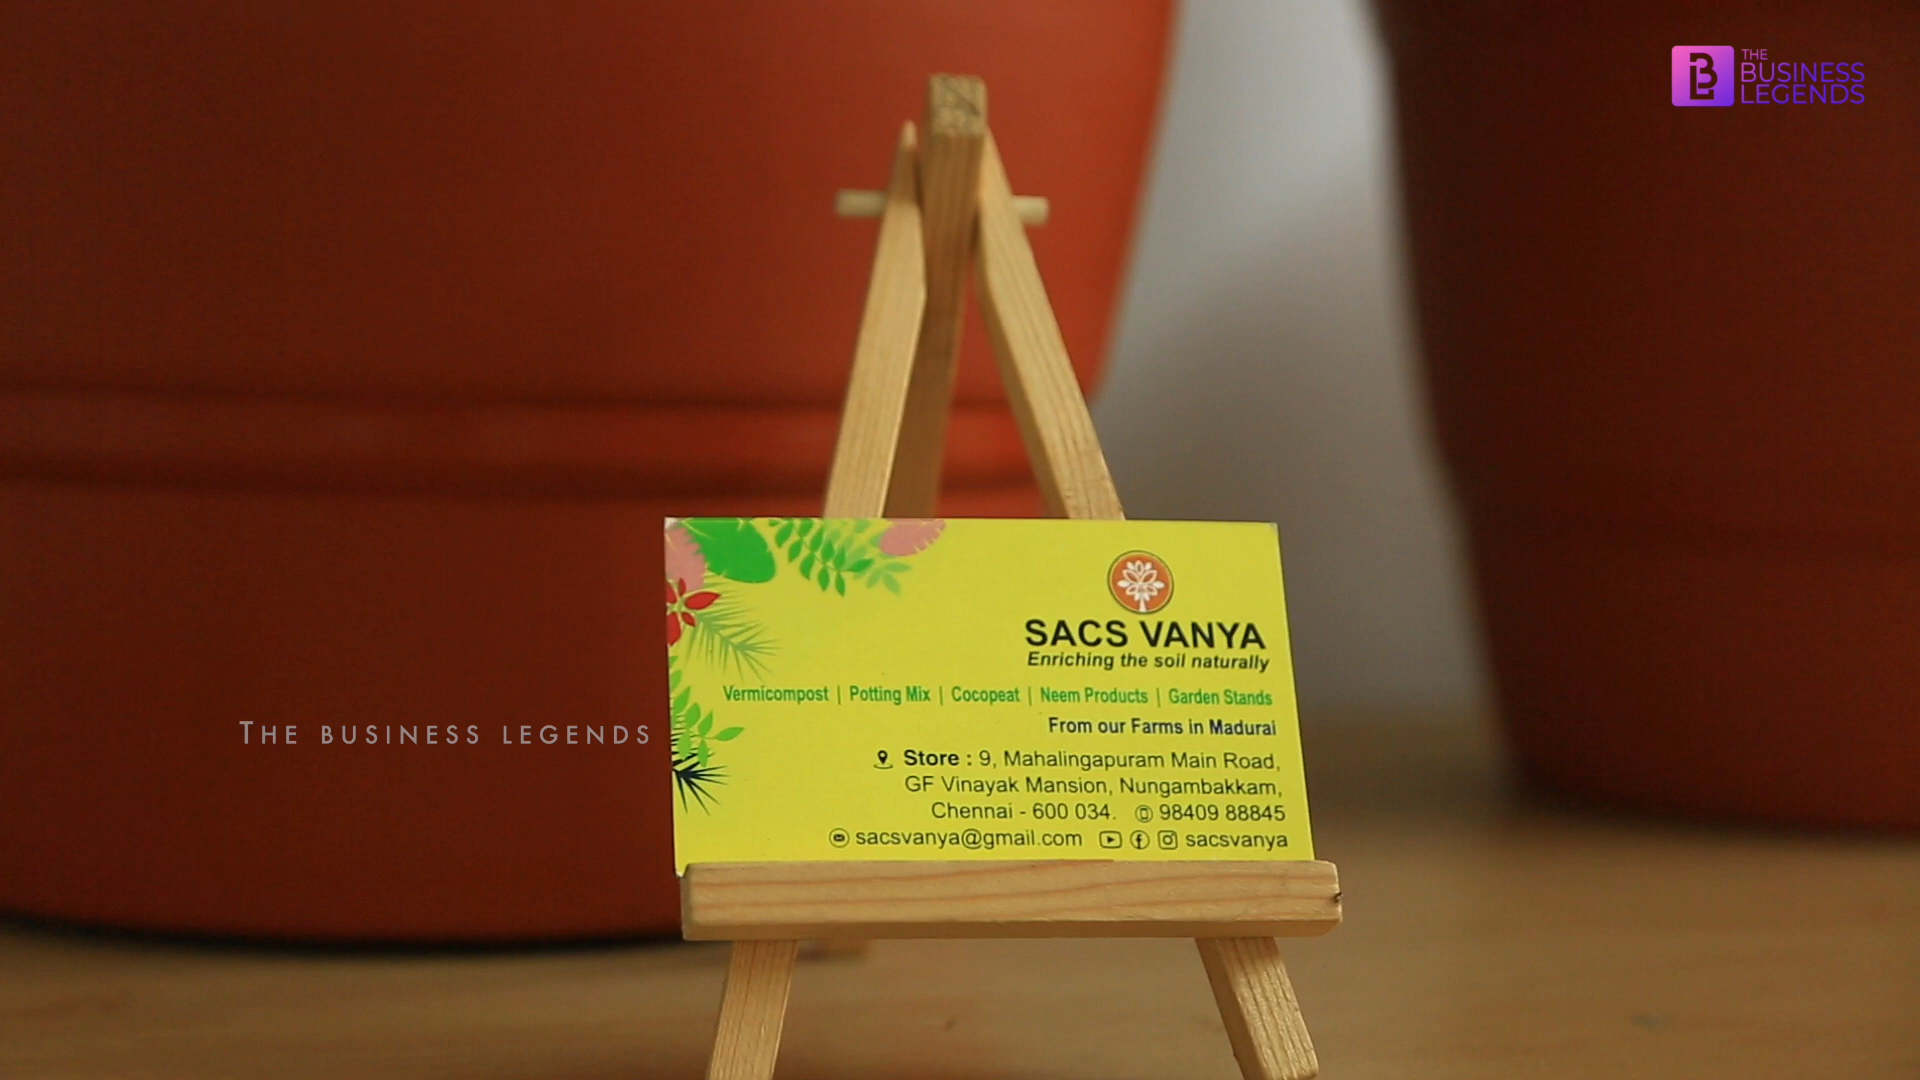 THE
BUSINESS
LEGENDS
SACS VANYA
Enriching the soil naturally
Vermicompost | Potting Mix | Cocopeat | Neem Products | Garden Stands
From our Farms in Madurai
THE BUSINESS LEGENDS
Store : 9, Mahalingapuram Main Road,
GF Vinayak Mansion, Nungambakkam,
Chennai - 600 034. 98409 88845
sacsvanya@gmail.com sacsvanya